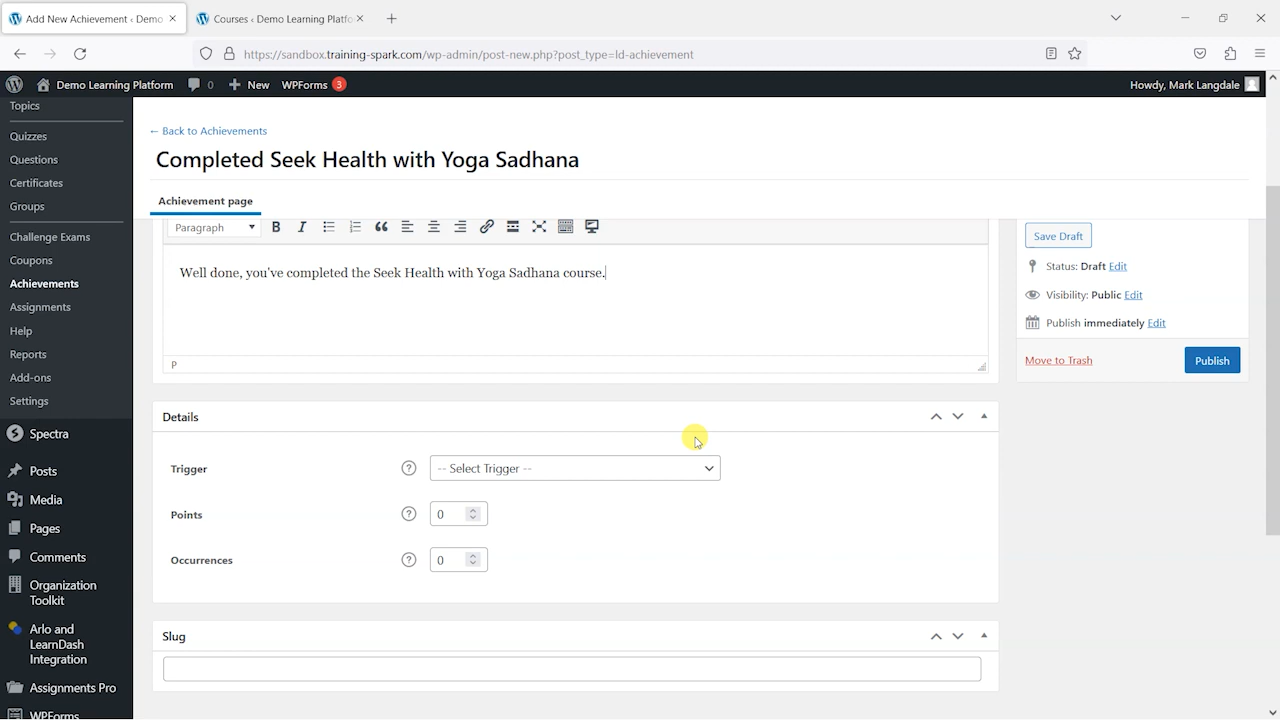 Add New Achievement ‹ Demo
Courses ‹ Demo Learning Platfo
https://sandbox.training-spark.com/wp-admin/post-new.php?post_type=ld-achievement
Demo Learning Platform
0
New
WPForms
3
Howdy, Mark Langdale
Topics
Quizzes
Questions
Certificates
Groups
Challenge Exams
Coupons
Achievements
Assignments
Help
Reports
Add-ons
Settings
Spectra
Posts
Media
Pages
Comments
Organization
Toolkit
Arlo and
LearnDash
Integration
Assignments Pro
WPForms
← Back to Achievements
Completed Seek Health with Yoga Sadhana
Achievement page
Paragraph
B
I
Well done, you've completed the Seek Health with Yoga Sadhana course.
P
Details
Trigger
?
-- Select Trigger --
Points
?
0
Occurrences
?
0
Slug
Save Draft
Status: Draft Edit
Visibility: Public Edit
Publish immediately Edit
Move to Trash
Publish